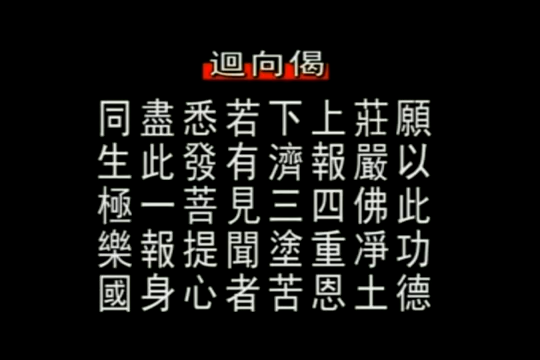 迴向偈
願以此功德
莊嚴佛淨土
上報四重恩
下濟三塗苦
若有見聞者
悉發菩提心
盡此一報身
同生極樂國